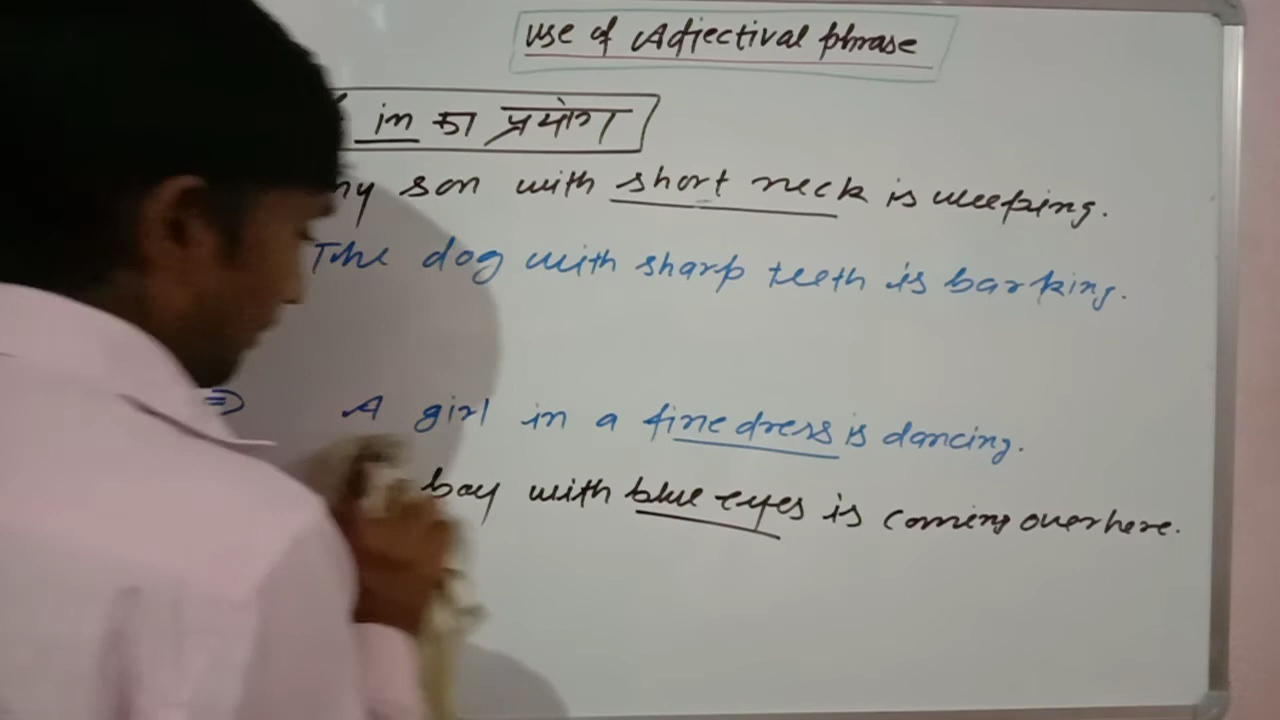 Use of Adjectival phrase
in का प्रयोग
my son with short neck is weeping.
The dog with sharp teeth is barking.
⇒ A girl in a fine dress is dancing.
boy with blue eyes is coming over here.